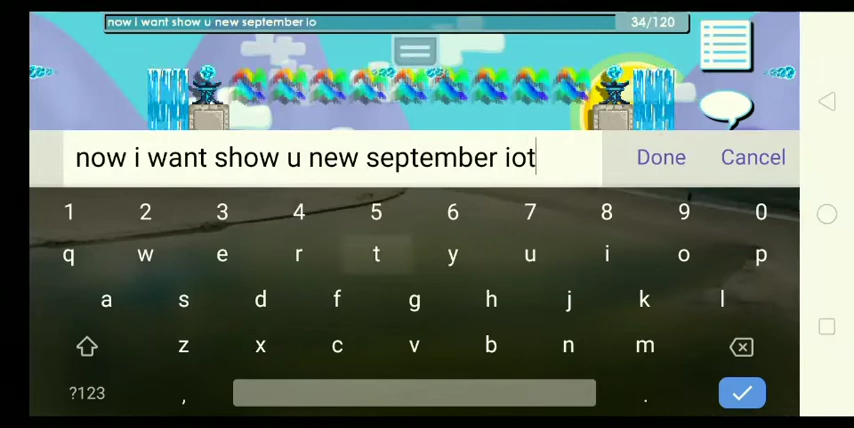 now i want show u new september io
34/120
now i want show u new september iot
Done Cancel
1 2 3 4 5 6 7 8 9 0
q w e r t y u i o p
a s d f g h j k l
z x c v b n m
?123 , .